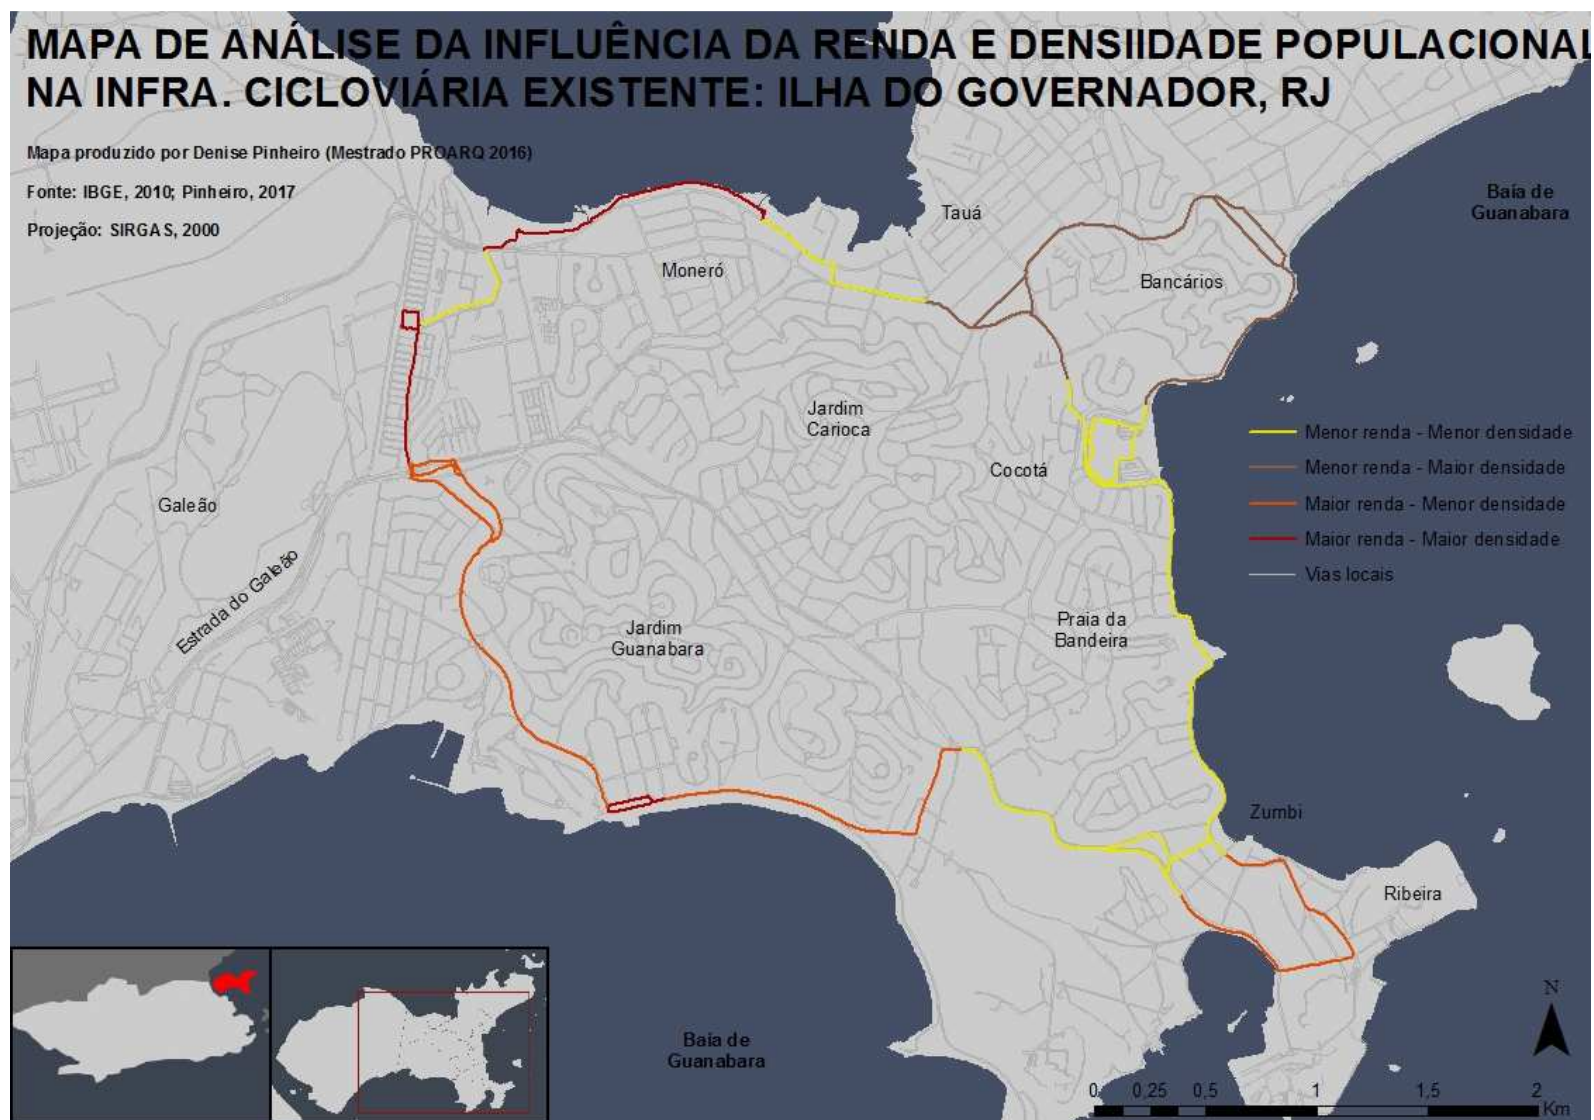 MAPA DE ANÁLISE DA INFLUÊNCIA DA RENDA E DENSIIDADE POPULACIONAL
NA INFRA. CICLOVIÁRIA EXISTENTE: ILHA DO GOVERNADOR, RJ
Mapa produzido por Denise Pinheiro (Mestrado PROARQ 2016)
Fonte: IBGE, 2010; Pinheiro, 2017
Projeção: SIRGAS, 2000
Baía de
Guanabara
Tauá
Moneró
Bancários
Jardim
Carioca
Cocotá
Menor renda - Menor densidade
Menor renda - Maior densidade
Maior renda - Menor densidade
Maior renda - Maior densidade
Vias locais
Galeão
Estrada do Galeão
Jardim
Guanabara
Praia da
Bandeira
Zumbi
Ribeira
Baía de
Guanabara
N
0 0,25 0,5 1 1,5 2
Km